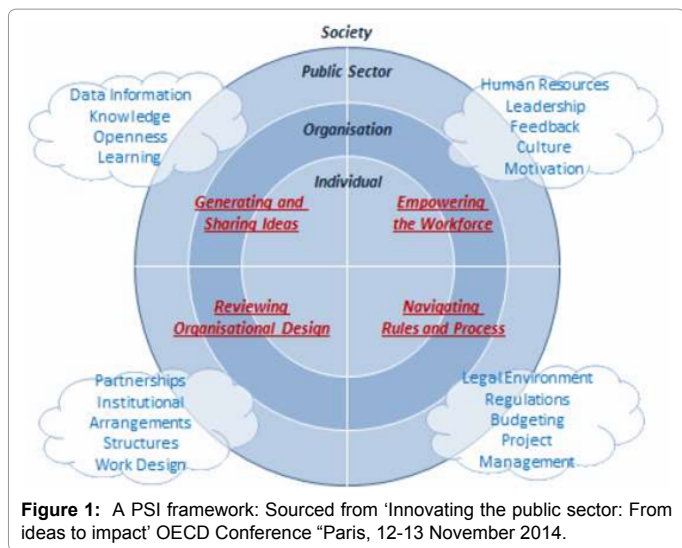 Society
Public Sector
Organisation
Individual
Data Information
Knowledge
Openness
Learning
Human Resources
Leadership
Feedback
Culture
Motivation
Generating and
Sharing Ideas
Empowering
the Workforce
Reviewing
Organisational Design
Navigating
Rules and Process
Partnerships
Institutional
Arrangements
Structures
Work Design
Legal Environment
Regulations
Budgeting
Project
Management
Figure 1: A PSI framework: Sourced from ‘Innovating the public sector: From
ideas to impact’ OECD Conference “Paris, 12-13 November 2014.